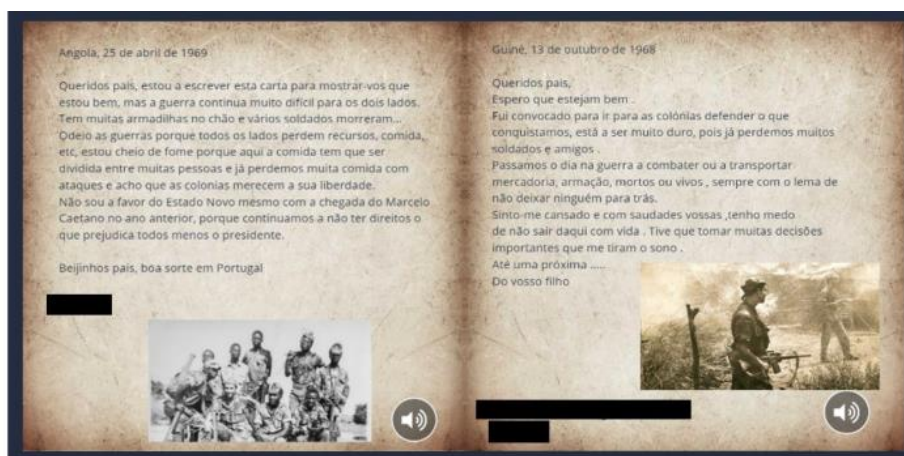 Angola, 25 de abril de 1969
Queridos pais, estou a escrever esta carta para mostrar-vos que
estou bem, mas a guerra continua muito difícil para os dois lados.
Tem muitas armadilhas no chão e vários soldados morreram...
Odeio as guerras porque todos os lados perdem recursos, comida,
etc, estou cheio de fome porque aqui a comida tem que ser
dividida entre muitas pessoas e já perdemos muita comida com
ataques e acho que as colonias merecem a sua liberdade.
Não sou a favor do Estado Novo mesmo com a chegada do Marcelo
Caetano no ano anterior, porque continuamos a não ter direitos o
que prejudica todos menos o presidente.
Beijinhos pais, boa sorte em Portugal
Guiné, 13 de outubro de 1968
Queridos pais,
Espero que estejam bem .
Fui convocado para ir para as colónias defender o que
conquistamos, está a ser muito duro, pois já perdemos muitos
soldados e amigos .
Passamos o dia na guerra a combater ou a transportar
mercadoria, armação, mortos ou vivos , sempre com o lema de
não deixar ninguém para trás.
Sinto-me cansado e com saudades vossas ,tenho medo
de não sair daqui com vida . Tive que tomar muitas decisões
importantes que me tiram o sono .
Até uma próxima .....
Do vosso filho